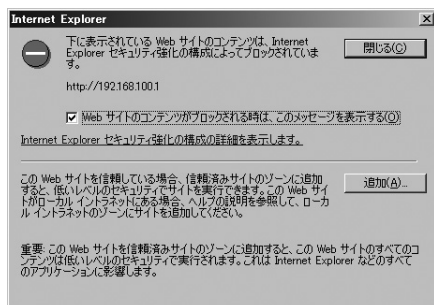 Internet Explorer
下に表示されている Web サイトのコンテンツは、Internet
Explorer セキュリティ強化の構成によってブロックされていま
す。
閉じる(C)
http://192.168.100.1
Web サイトのコンテンツがブロックされる時は、このメッセージを表示する(O)
Internet Explorer セキュリティ強化の構成の詳細を表示します。
この Web サイトを信頼している場合、信頼済みサイトのゾーンに追加
すると、低いレベルのセキュリティでサイトを実行できます。この Web サイ
トがローカル イントラネットにある場合、ヘルプの説明を参照して、ローカ
ル イントラネットのゾーンにサイトを追加してください。
追加(A)...
重要: この Web サイトを信頼済みサイトのゾーンに追加すると、この Web サイトのすべてのコ
ンテンツは低いレベルのセキュリティで実行されます。これは Internet Explorer などのすべて
のアプリケーションに影響します。